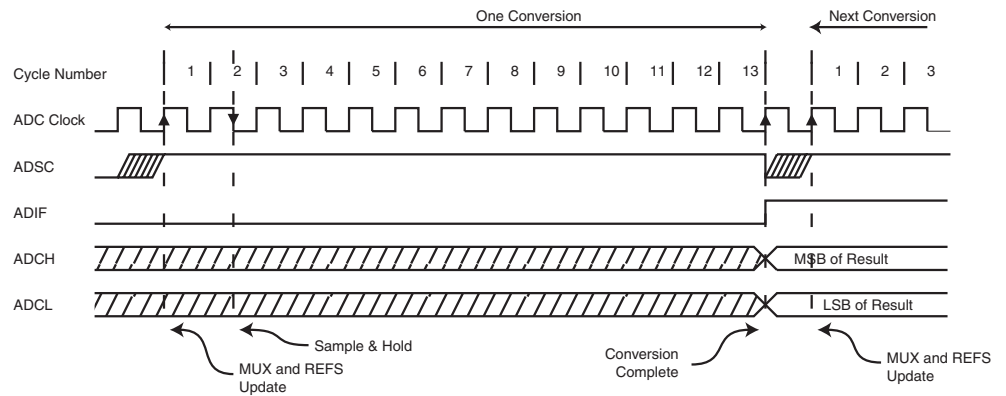 One Conversion
Next Conversion
Cycle Number
1 2 3 4 5 6 7 8 9 10 11 12 13 1 2 3
ADC Clock
ADSC
ADIF
ADCH
MSB of Result
ADCL
LSB of Result
Sample & Hold
MUX and REFS
Update
Conversion
Complete
MUX and REFS
Update